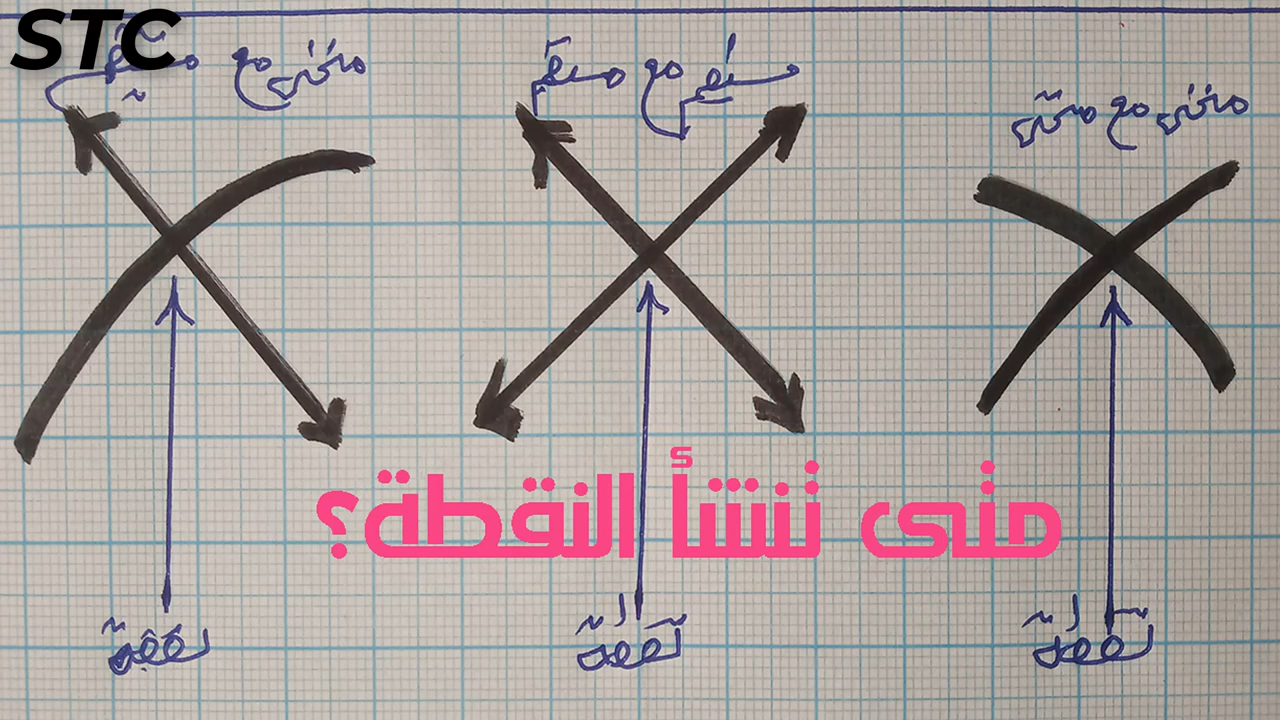 STC
منحنى مع مستقيم
مستقيم مع مستقيم
منحنى مع منحنى
متى تنشأ النقطة؟
نقطة
نقطة
نقطة